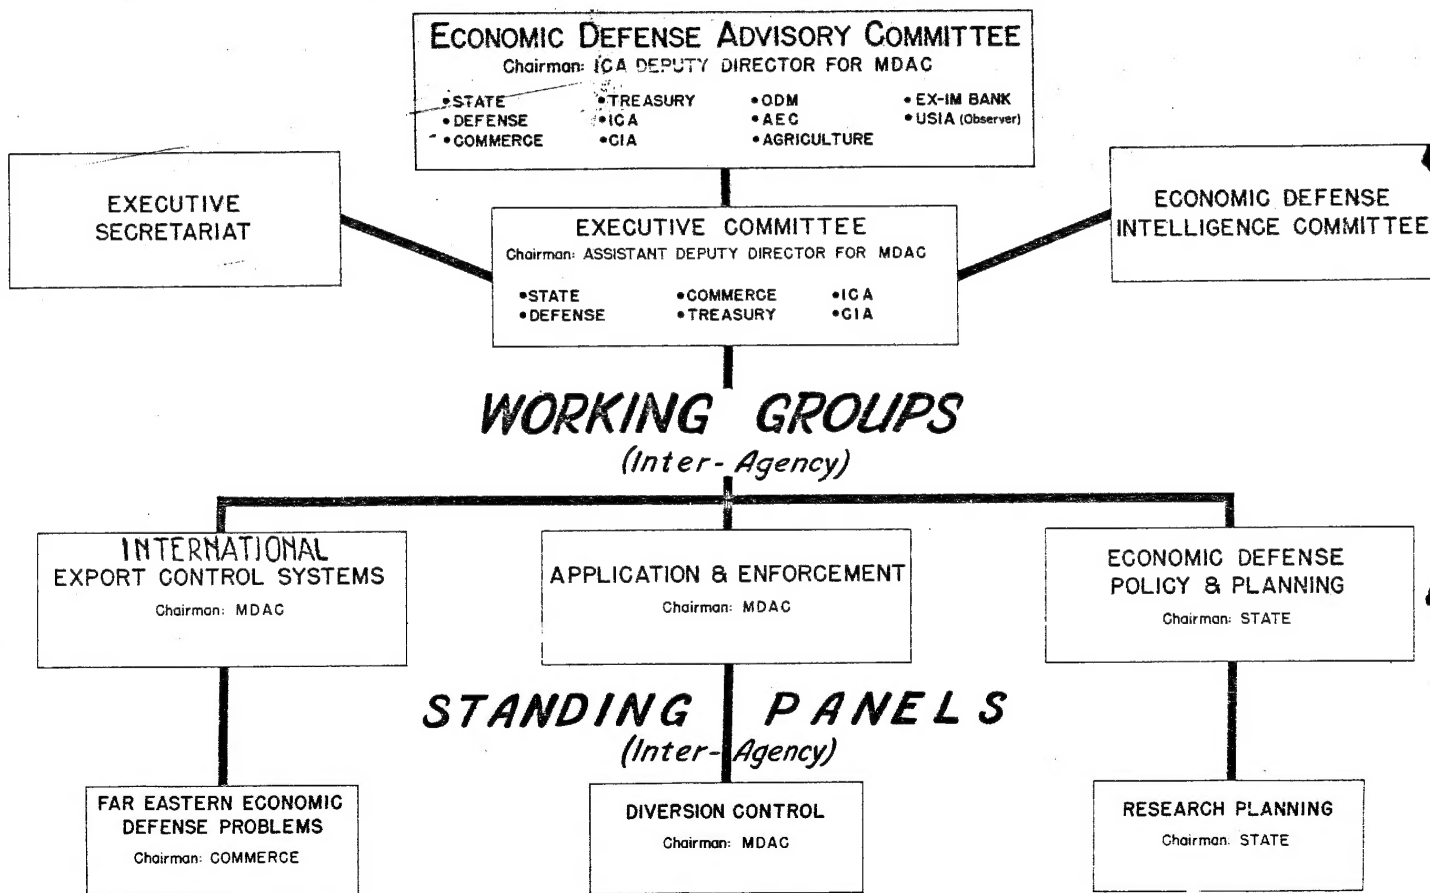 ECONOMIC DEFENSE ADVISORY COMMITTEE
Chairman: ICA DEPUTY DIRECTOR FOR MDAC
•STATE •TREASURY •ODM •EX-IM BANK
•DEFENSE •ICA •AEC •USIA (Observer)
•COMMERCE •CIA •AGRICULTURE
EXECUTIVE
SECRETARIAT
EXECUTIVE COMMITTEE
Chairman: ASSISTANT DEPUTY DIRECTOR FOR MDAC
•STATE •COMMERCE •ICA
•DEFENSE •TREASURY •CIA
ECONOMIC DEFENSE
INTELLIGENCE COMMITTEE
WORKING GROUPS
(Inter-Agency)
INTERNATIONAL
EXPORT CONTROL SYSTEMS
Chairman: MDAC
APPLICATION & ENFORCEMENT
Chairman: MDAC
ECONOMIC DEFENSE
POLICY & PLANNING
Chairman: STATE
STANDING PANELS
(Inter-Agency)
FAR EASTERN ECONOMIC
DEFENSE PROBLEMS
Chairman: COMMERCE
DIVERSION CONTROL
Chairman: MDAC
RESEARCH PLANNING
Chairman: STATE